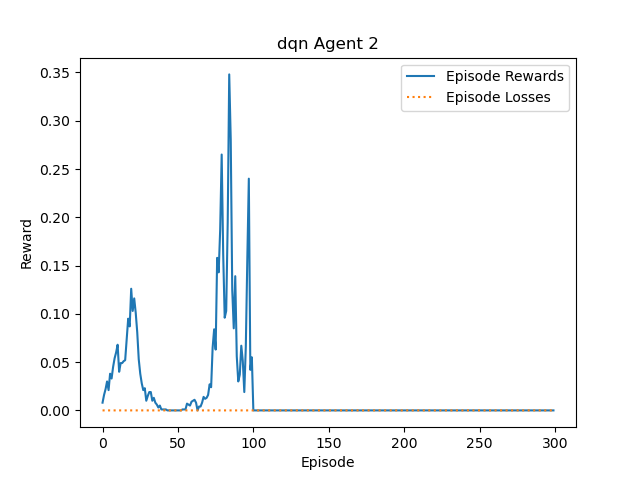 dqn Agent 2
Episode Rewards
Episode Losses
0.35
0.30
0.25
0.20
0.15
0.10
0.05
0.00
Reward
0 50 100 150 200 250 300
Episode